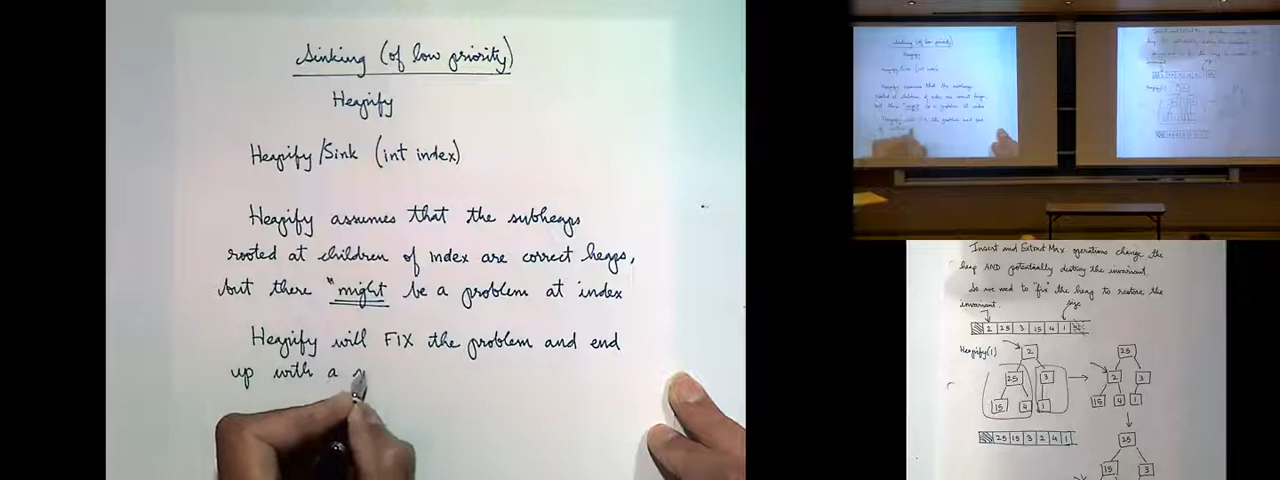 Sinking (of low priority)
Heapify
Heapify/Sink (int index)
Heapify assumes that the subheaps
rooted at children of index are correct heaps,
but there "might be a problem at index
Heapify will FIX the problem and end
up with a
Insert and Extract Max operations change the
heap AND potentially destroy the invariant.
So we need to "fix" the heap to restore the
invariant.
size
2 25 3 15 4 1
Heapify(1)
2
25 3
15 4 1
25
2 3
15 4 1
25 15 3 2 4 1
25
15 3